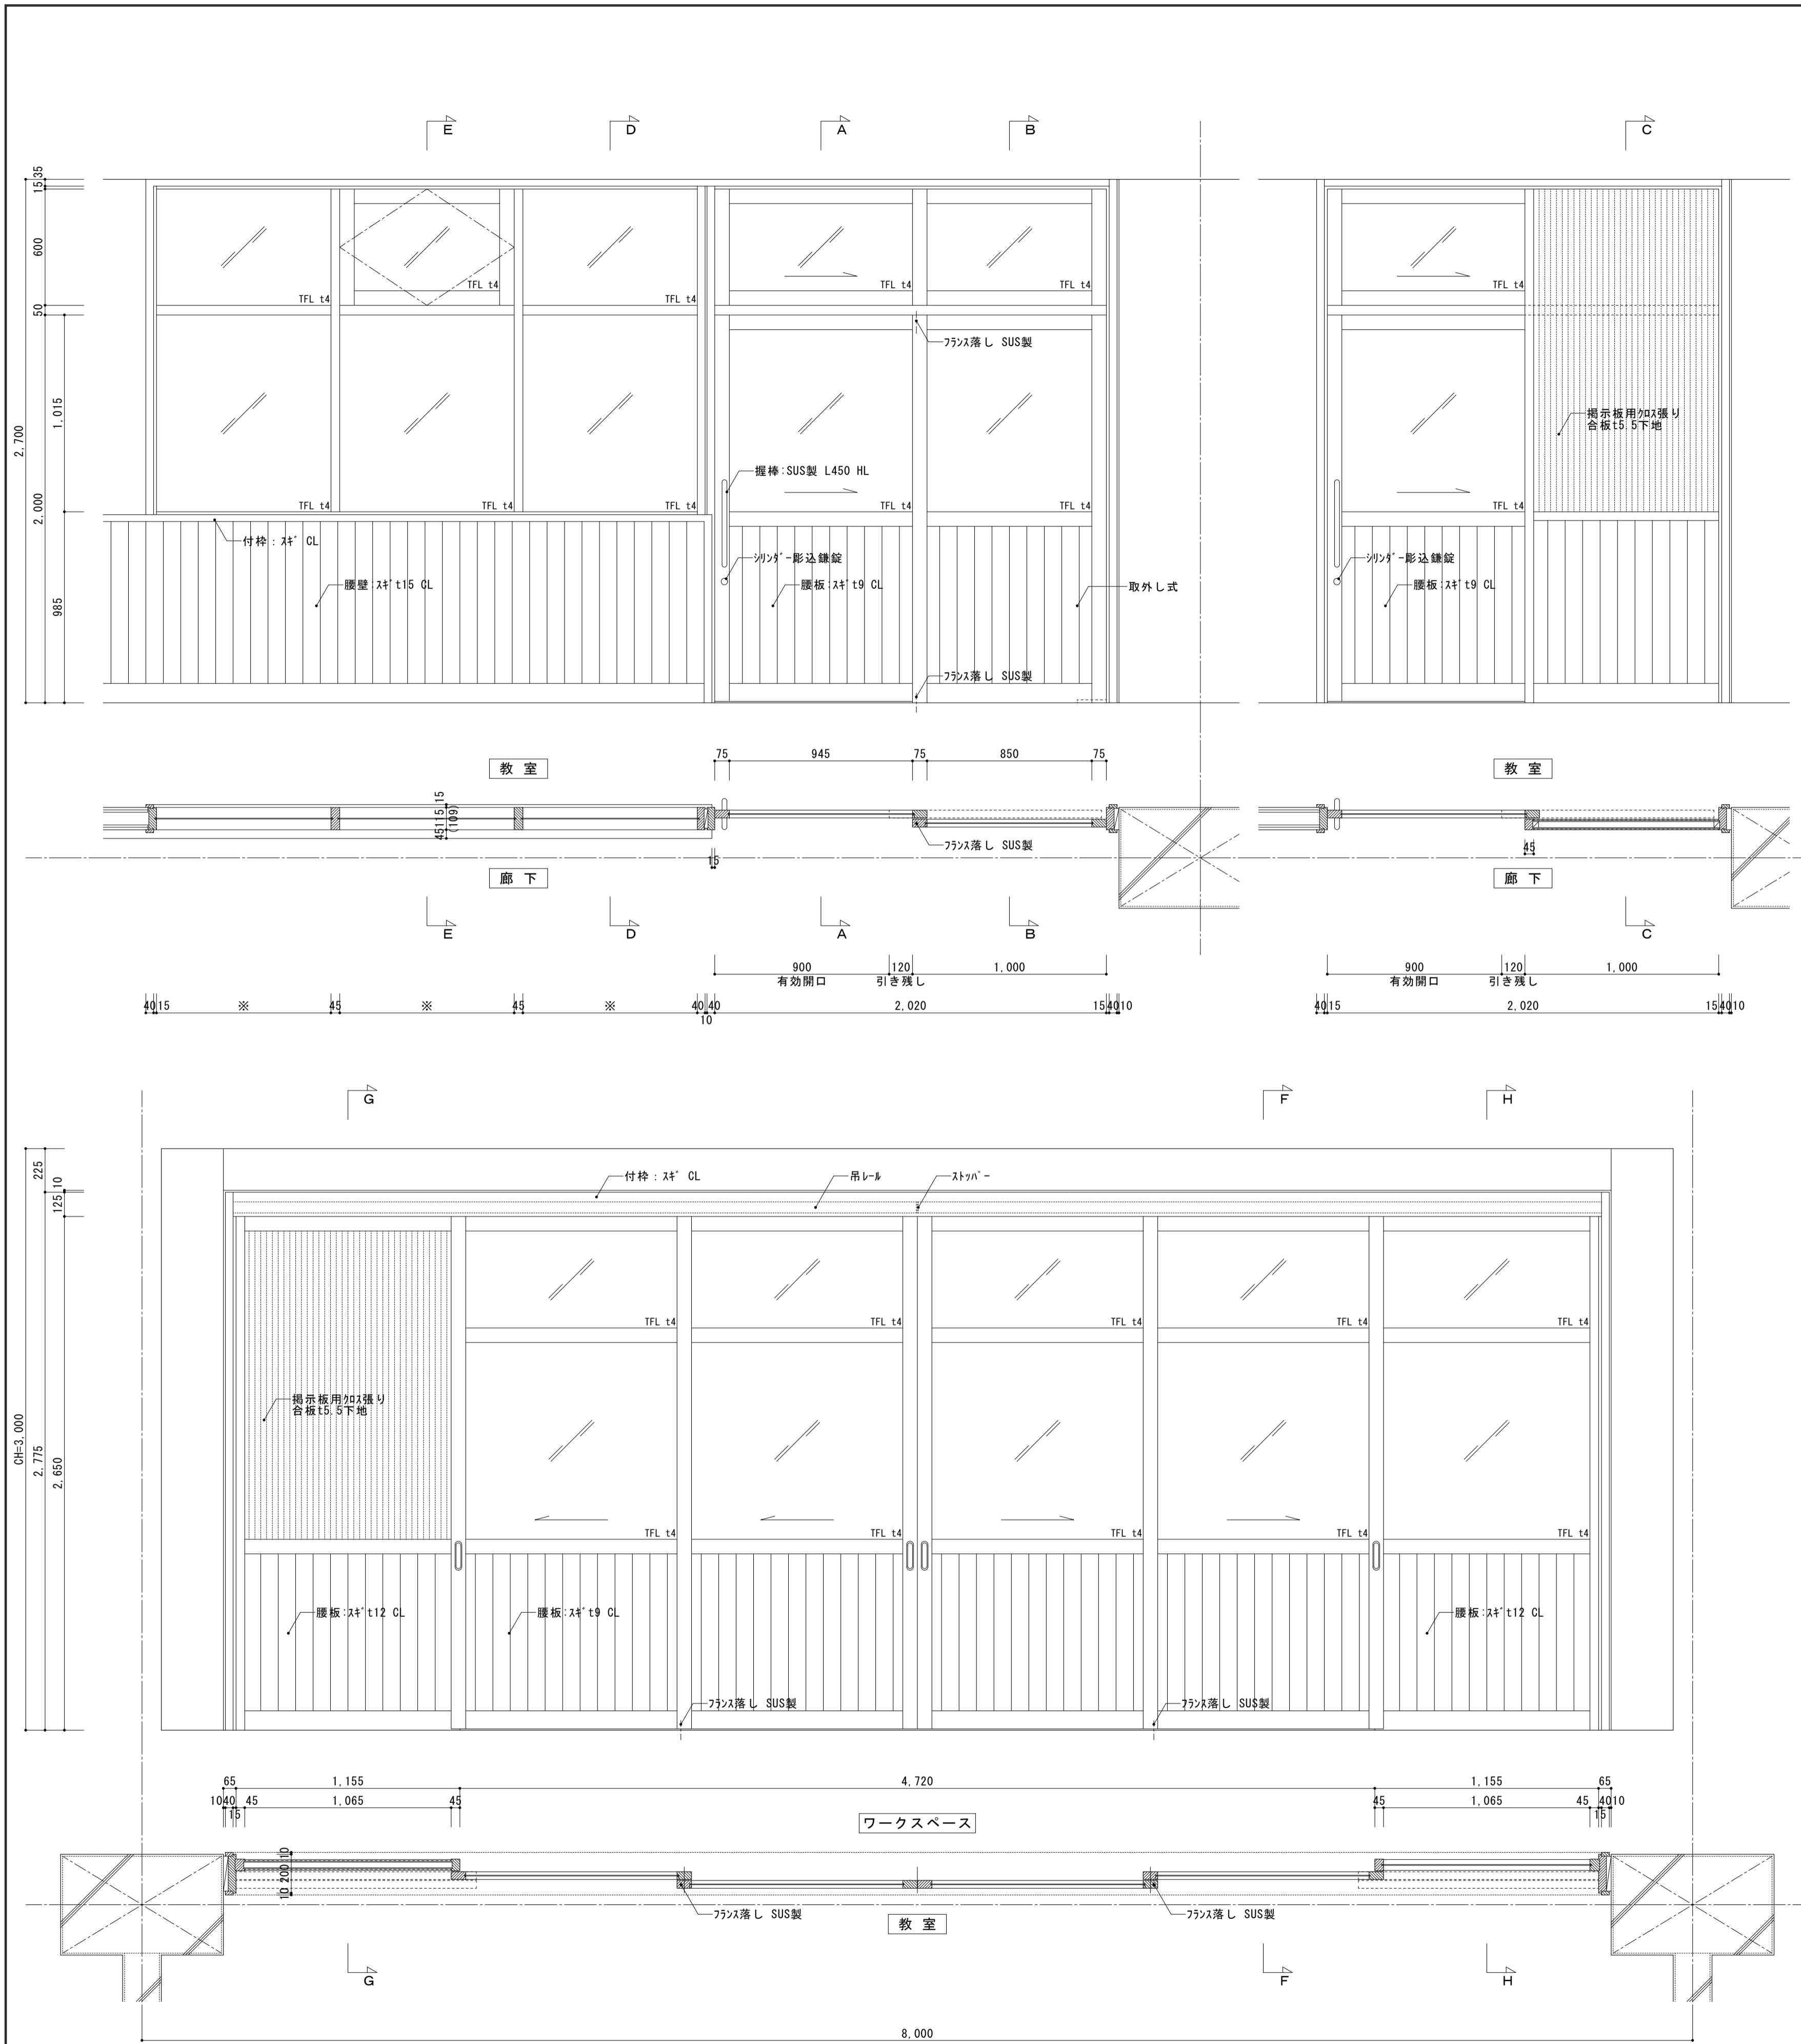 E
D
A
B
C
35
15
600
50
1,015
985
2,000
2,700
TFL t4
TFL t4
TFL t4
TFL t4
TFL t4
TFL t4
フランス落し SUS製
掲示板用クロス張り
合板t5.5下地
握棒:SUS製 L450 HL
TFL t4
TFL t4
TFL t4
TFL t4
TFL t4
TFL t4
付枠:スギ CL
腰壁:スギt15 CL
シリンダー彫込鎌錠
腰板:スギt9 CL
取外し式
シリンダー彫込鎌錠
腰板:スギt9 CL
フランス落し SUS製
教室
75
945
75
850
75
教室
15
115
(109)
45
15
フランス落し SUS製
45
廊下
廊下
E
D
A
B
C
900
有効開口
120
引き残し
1,000
900
有効開口
120
引き残し
1,000
40
15
※
45
※
45
※
40
10
40
2,020
15
40
10
40
15
2,020
15
40
10
G
F
H
225
10
125
2,650
2,775
CH=3,000
付枠:スギ CL
吊レール
ストッパー
TFL t4
TFL t4
TFL t4
TFL t4
TFL t4
掲示板用クロス張り
合板t5.5下地
TFL t4
TFL t4
TFL t4
TFL t4
TFL t4
腰板:スギt12 CL
腰板:スギt9 CL
腰板:スギt12 CL
フランス落し SUS製
フランス落し SUS製
65
1,155
4,720
1,155
65
10
40
15
45
1,065
45
45
1,065
45
15
40
10
ワークスペース
10
200
10
フランス落し SUS製
教室
フランス落し SUS製
G
F
H
8,000